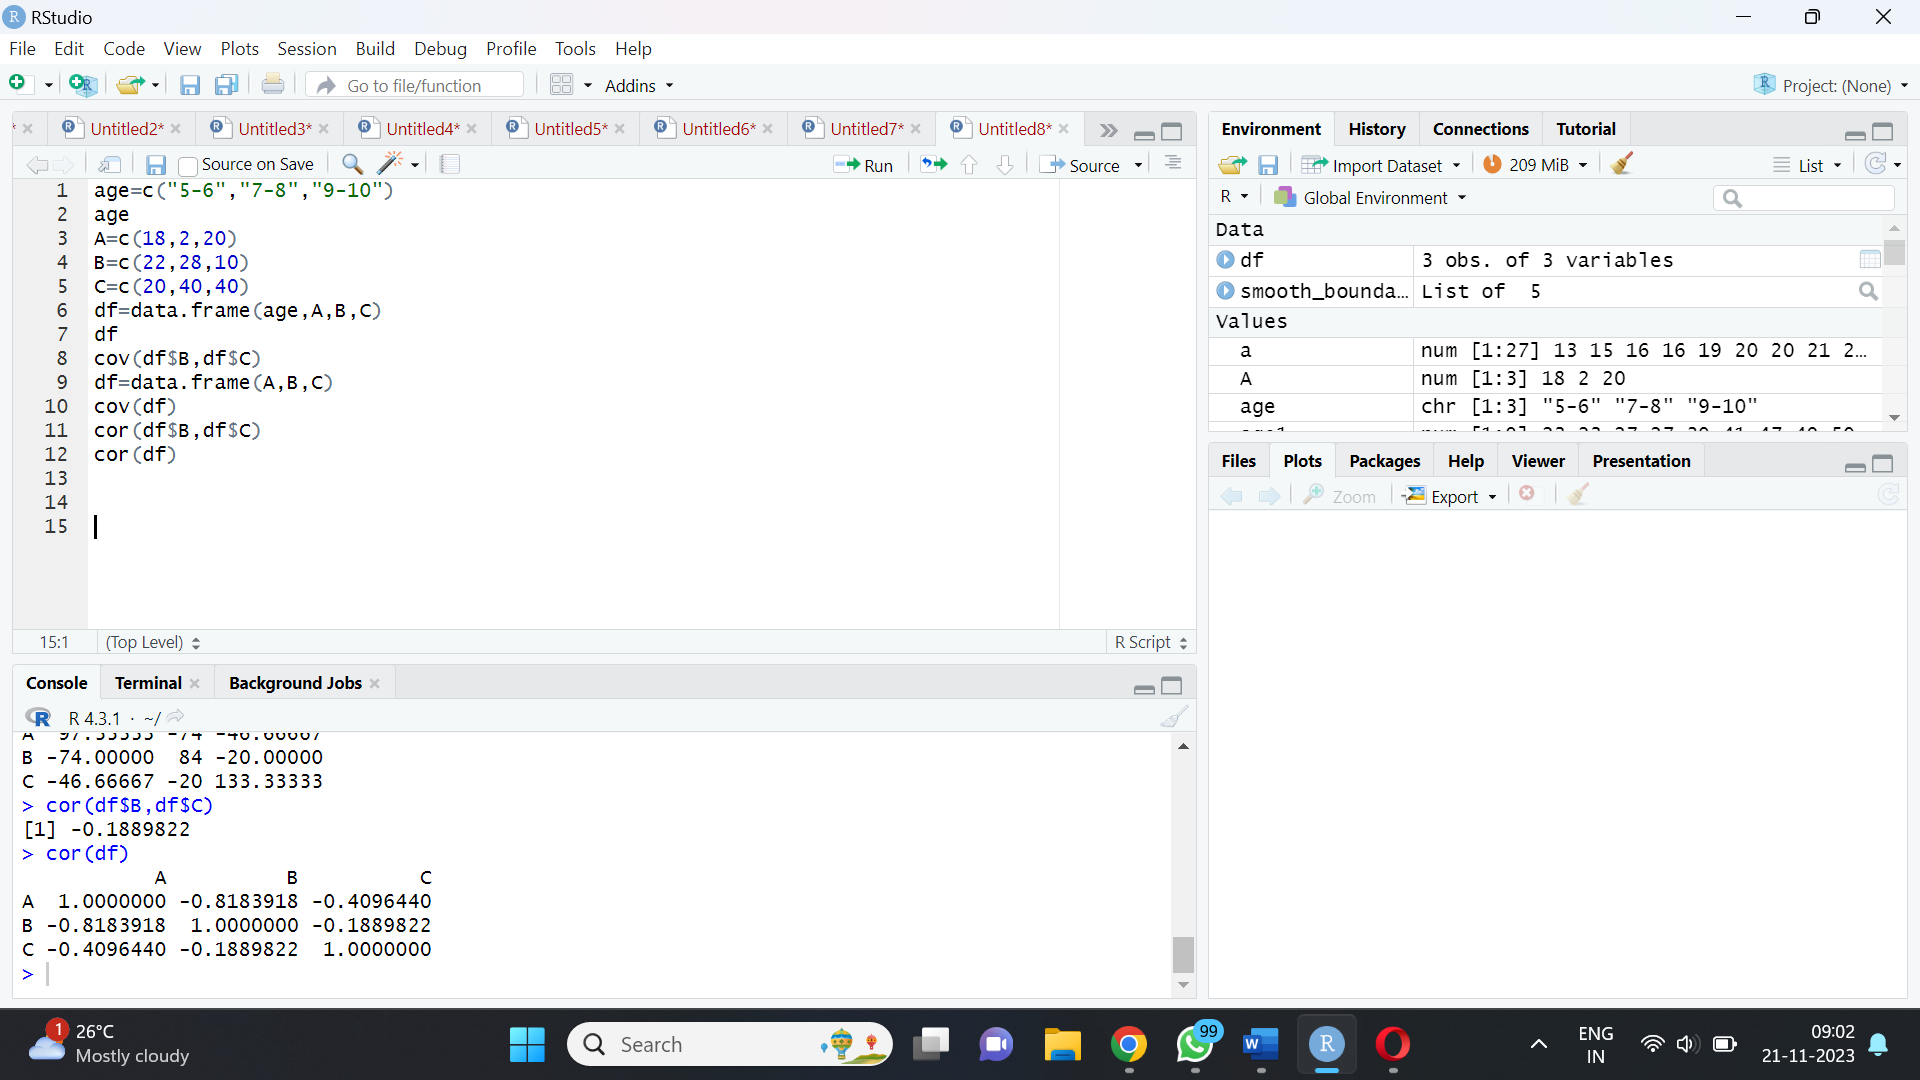 RStudio
File Edit Code View Plots Session Build Debug Profile Tools Help
Go to file/function Addins Project: (None)
Untitled2* Untitled3* Untitled4* Untitled5* Untitled6* Untitled7* Untitled8*
Source on Save Run Source
1 age=c("5-6","7-8","9-10")
2 age
3 A=c(18,2,20)
4 B=c(22,28,10)
5 C=c(20,40,40)
6 df=data.frame(age,A,B,C)
7 df
8 cov(df$B,df$C)
9 df=data.frame(A,B,C)
10 cov(df)
11 cor(df$B,df$C)
12 cor(df)
13
14
15
15:1 (Top Level) R Script
Console Terminal Background Jobs
R 4.3.1 · ~/
A 97.33333 -74 -46.66667
B -74.00000 84 -20.00000
C -46.66667 -20 133.33333
> cor(df$B,df$C)
[1] -0.1889822
> cor(df)
A B C
A 1.0000000 -0.8183918 -0.4096440
B -0.8183918 1.0000000 -0.1889822
C -0.4096440 -0.1889822 1.0000000
>
Environment History Connections Tutorial
Import Dataset 209 MiB List
R Global Environment
Data
df 3 obs. of 3 variables
smooth_bounda… List of 5
Values
a num [1:27] 13 15 16 16 19 20 20 21 2…
A num [1:3] 18 2 20
age chr [1:3] "5-6" "7-8" "9-10"
Files Plots Packages Help Viewer Presentation
Zoom Export
1 26°C
Mostly cloudy
Search
99
ENG
IN
09:02
21-11-2023